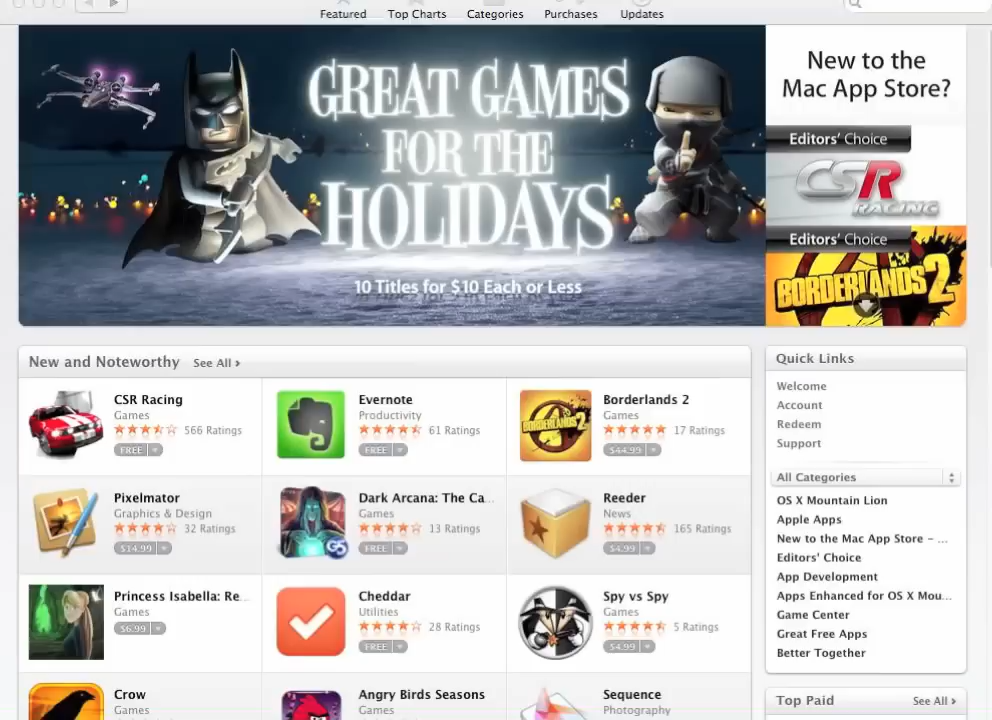 Featured Top Charts Categories Purchases Updates
GREAT GAMES
FOR THE
HOLIDAYS
10 Titles for $10 Each or Less
New to the
Mac App Store?
Editors' Choice
CSR
RACING
Editors' Choice
BORDERLANDS 2
New and Noteworthy See All ›
CSR Racing
Games
566 Ratings
FREE
Evernote
Productivity
61 Ratings
FREE
Borderlands 2
Games
17 Ratings
$44.99
Pixelmator
Graphics & Design
32 Ratings
$14.99
Dark Arcana: The Ca...
Games
13 Ratings
FREE
G5
Reeder
News
165 Ratings
$4.99
Princess Isabella: Re...
Games
$6.99
Cheddar
Utilities
28 Ratings
FREE
Spy vs Spy
Games
5 Ratings
$4.99
Crow
Games
Angry Birds Seasons
Games
Sequence
Photography
Quick Links
Welcome
Account
Redeem
Support
All Categories
OS X Mountain Lion
Apple Apps
New to the Mac App Store – ...
Editors' Choice
App Development
Apps Enhanced for OS X Mou...
Game Center
Great Free Apps
Better Together
Top Paid See All ›